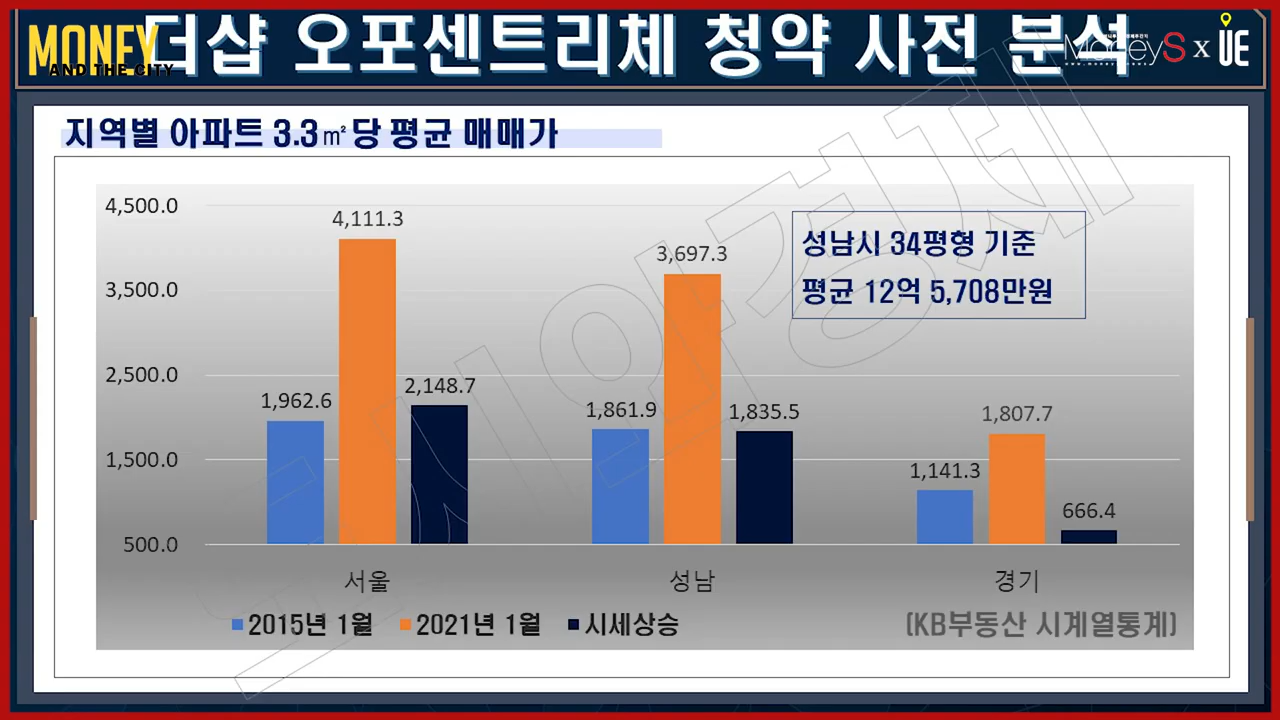 MONEY
AND THE CITY
더샵 오포센트리체 청약 사전 분석
MoneyS x UE
지역별 아파트 3.3㎡당 평균 매매가
4,500.0
3,500.0
2,500.0
1,500.0
500.0
1,962.6
4,111.3
2,148.7
1,861.9
3,697.3
1,835.5
1,141.3
1,807.7
666.4
성남시 34평형 기준
평균 12억 5,708만원
서울
성남
경기
2015년 1월
2021년 1월
시세상승
(KB부동산 시계열통계)